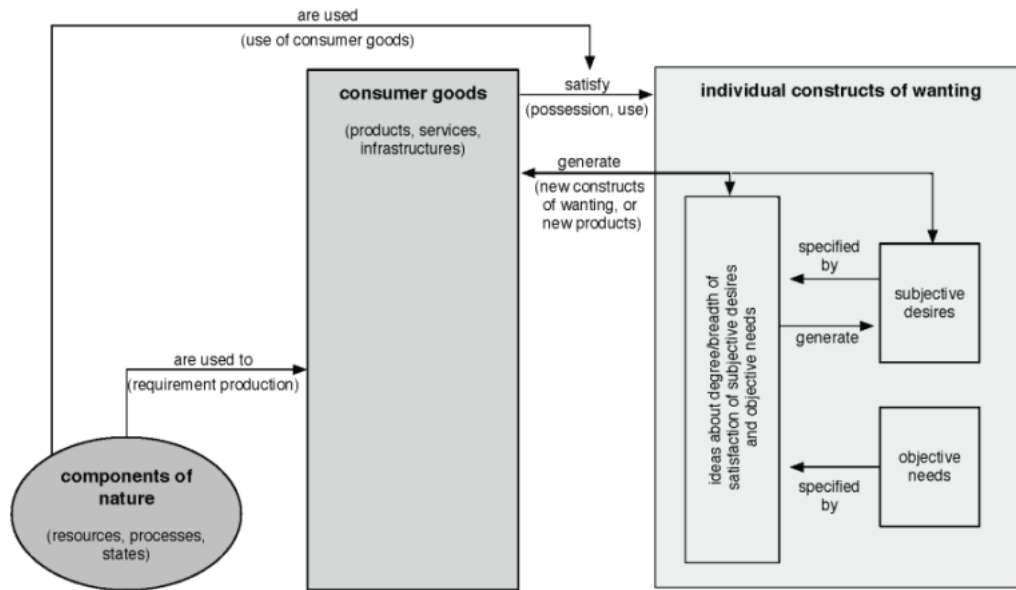 are used
(use of consumer goods)
consumer goods
(products, services,
infrastructures)
satisfy
(possession, use)
generate
(new constructs
of wanting, or
new products)
individual constructs of wanting
ideas about degree/breadth of
satisfaction of subjective desires
and objective needs
specified
by
generate
subjective
desires
specified
by
objective
needs
are used to
(requirement production)
components of
nature
(resources, processes,
states)